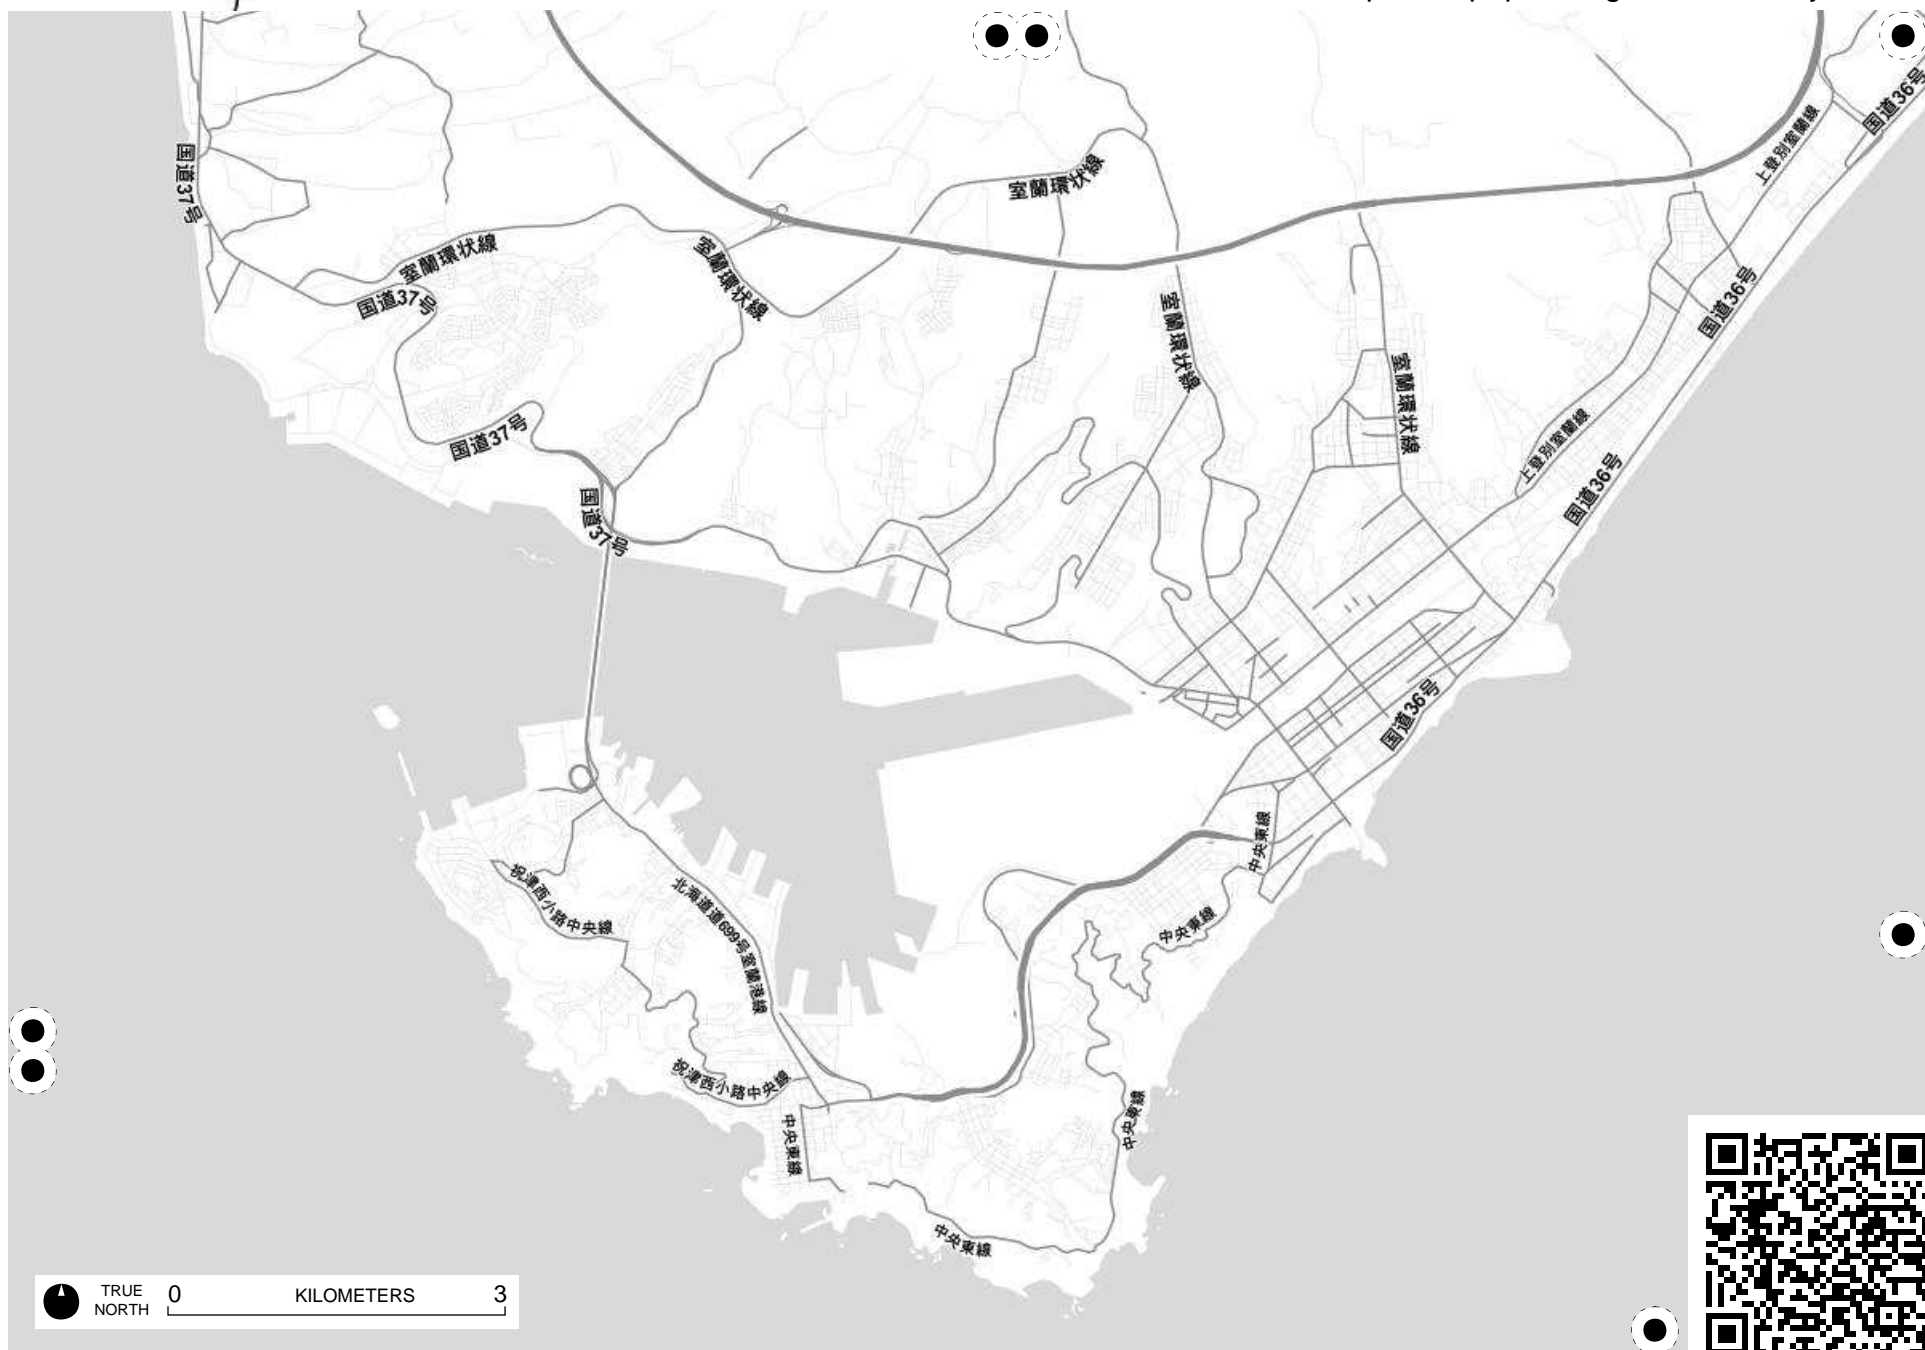 国道36号
上登別室蘭線
国道37号
室蘭環状線
室蘭環状線
室蘭環状線
国道37号
国道36号
室蘭環状線
室蘭環状線
国道37号
上登別室蘭線
国道36号
国道37号
国道36号
中央東線
祝津西小路中央線
北海道道699号室蘭港線
中央東線
祝津西小路中央線
中央東線
中央東線
中央東線
TRUE NORTH
0 KILOMETERS 3